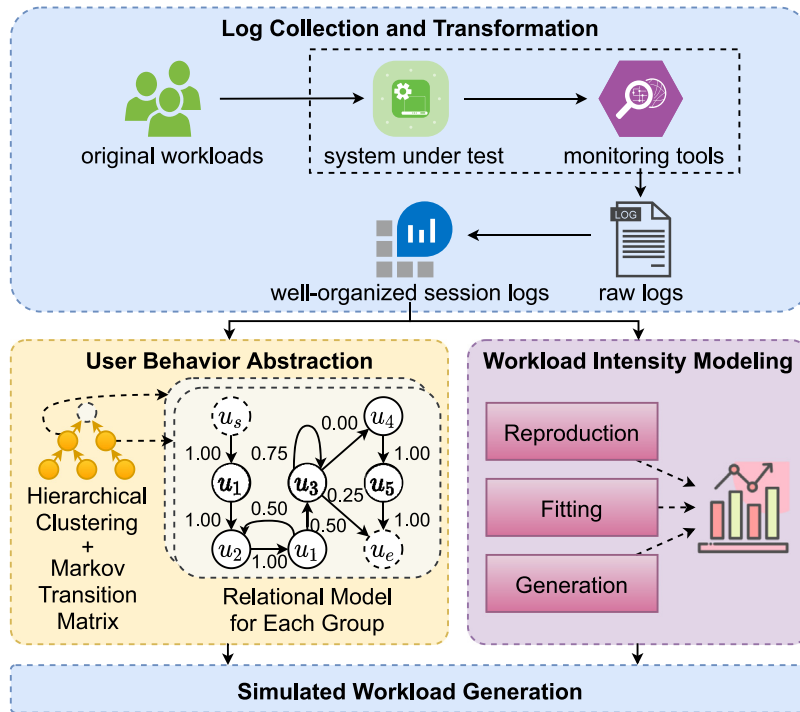 Log Collection and Transformation
original workloads
system under test
monitoring tools
LOG
well-organized session logs
raw logs
User Behavior Abstraction
Hierarchical
Clustering
+
Markov
Transition
Matrix
u_s
1.00
u_1
1.00
u_2
1.00
0.50
u_1
0.50
u_3
0.75
0.00
u_4
1.00
u_5
0.25
1.00
u_e
Relational Model
for Each Group
Workload Intensity Modeling
Reproduction
Fitting
Generation
Simulated Workload Generation